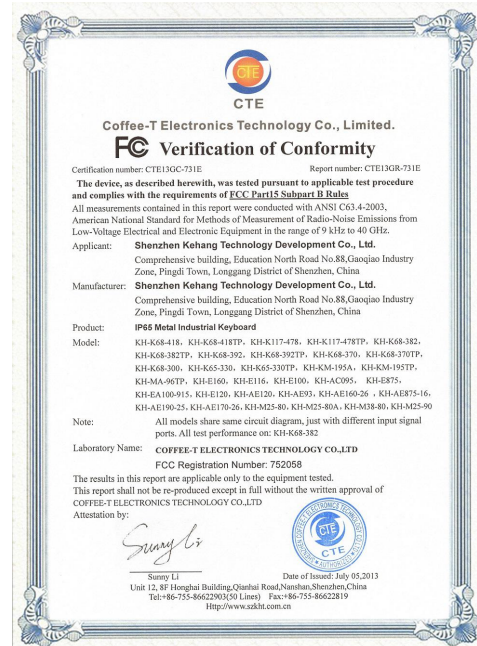 CTE
CTE
Coffee-T Electronics Technology Co., Limited.
FC Verification of Conformity
Certification number: CTE13GC-731E Report number: CTE13GR-731E
The device, as described herewith, was tested pursuant to applicable test procedure
and complies with the requirements of FCC Part15 Subpart B Rules
All measurements contained in this report were conducted with ANSI C63.4-2003,
American National Standard for Methods of Measurement of Radio-Noise Emissions from
Low-Voltage Electrical and Electronic Equipment in the range of 9 kHz to 40 GHz.
Applicant: Shenzhen Kehang Technology Development Co., Ltd.
Comprehensive building, Education North Road No.88,Gaoqiao Industry
Zone, Pingdi Town, Longgang District of Shenzhen, China
Manufacturer: Shenzhen Kehang Technology Development Co., Ltd.
Comprehensive building, Education North Road No.88,Gaoqiao Industry
Zone, Pingdi Town, Longgang District of Shenzhen, China
Product: IP65 Metal Industrial Keyboard
Model: KH-K68-418, KH-K68-418TP, KH-K117-478, KH-K117-478TP, KH-K68-382,
KH-K68-382TP, KH-K68-392, KH-K68-392TP, KH-K68-370, KH-K68-370TP,
KH-K68-300, KH-K65-330, KH-K65-330TP, KH-KM-195A, KH-KM-195TP,
KH-MA-96TP, KH-E160, KH-E116, KH-E100, KH-AC095, KH-E875,
KH-EA100-915, KH-E120, KH-AE120, KH-AE93, KH-AE160-26 , KH-AE875-16,
KH-AE190-25, KH-AE170-26, KH-M25-80, KH-M25-80A, KH-M38-80, KH-M25-90
Note: All models share same circuit diagram, just with different input signal
ports. All test performance on: KH-K68-382
Laboratory Name: COFFEE-T ELECTRONICS TECHNOLOGY CO.,LTD
FCC Registration Number: 752058
The results in this report are applicable only to the equipment tested.
This report shall not be re-produced except in full without the written approval of
COFFEE-T ELECTRONICS TECHNOLOGY CO.,LTD
Attestation by:
Sunny Li
CTE
CTE
Sunny Li Date of Issued: July 05,2013
Unit 12, 8F Honghai Building,Qianhai Road,Nanshan,Shenzhen,China
Tel:+86-755-86622903(50 Lines) Fax:+86-755-86622819
Http://www.szkht.com.cn